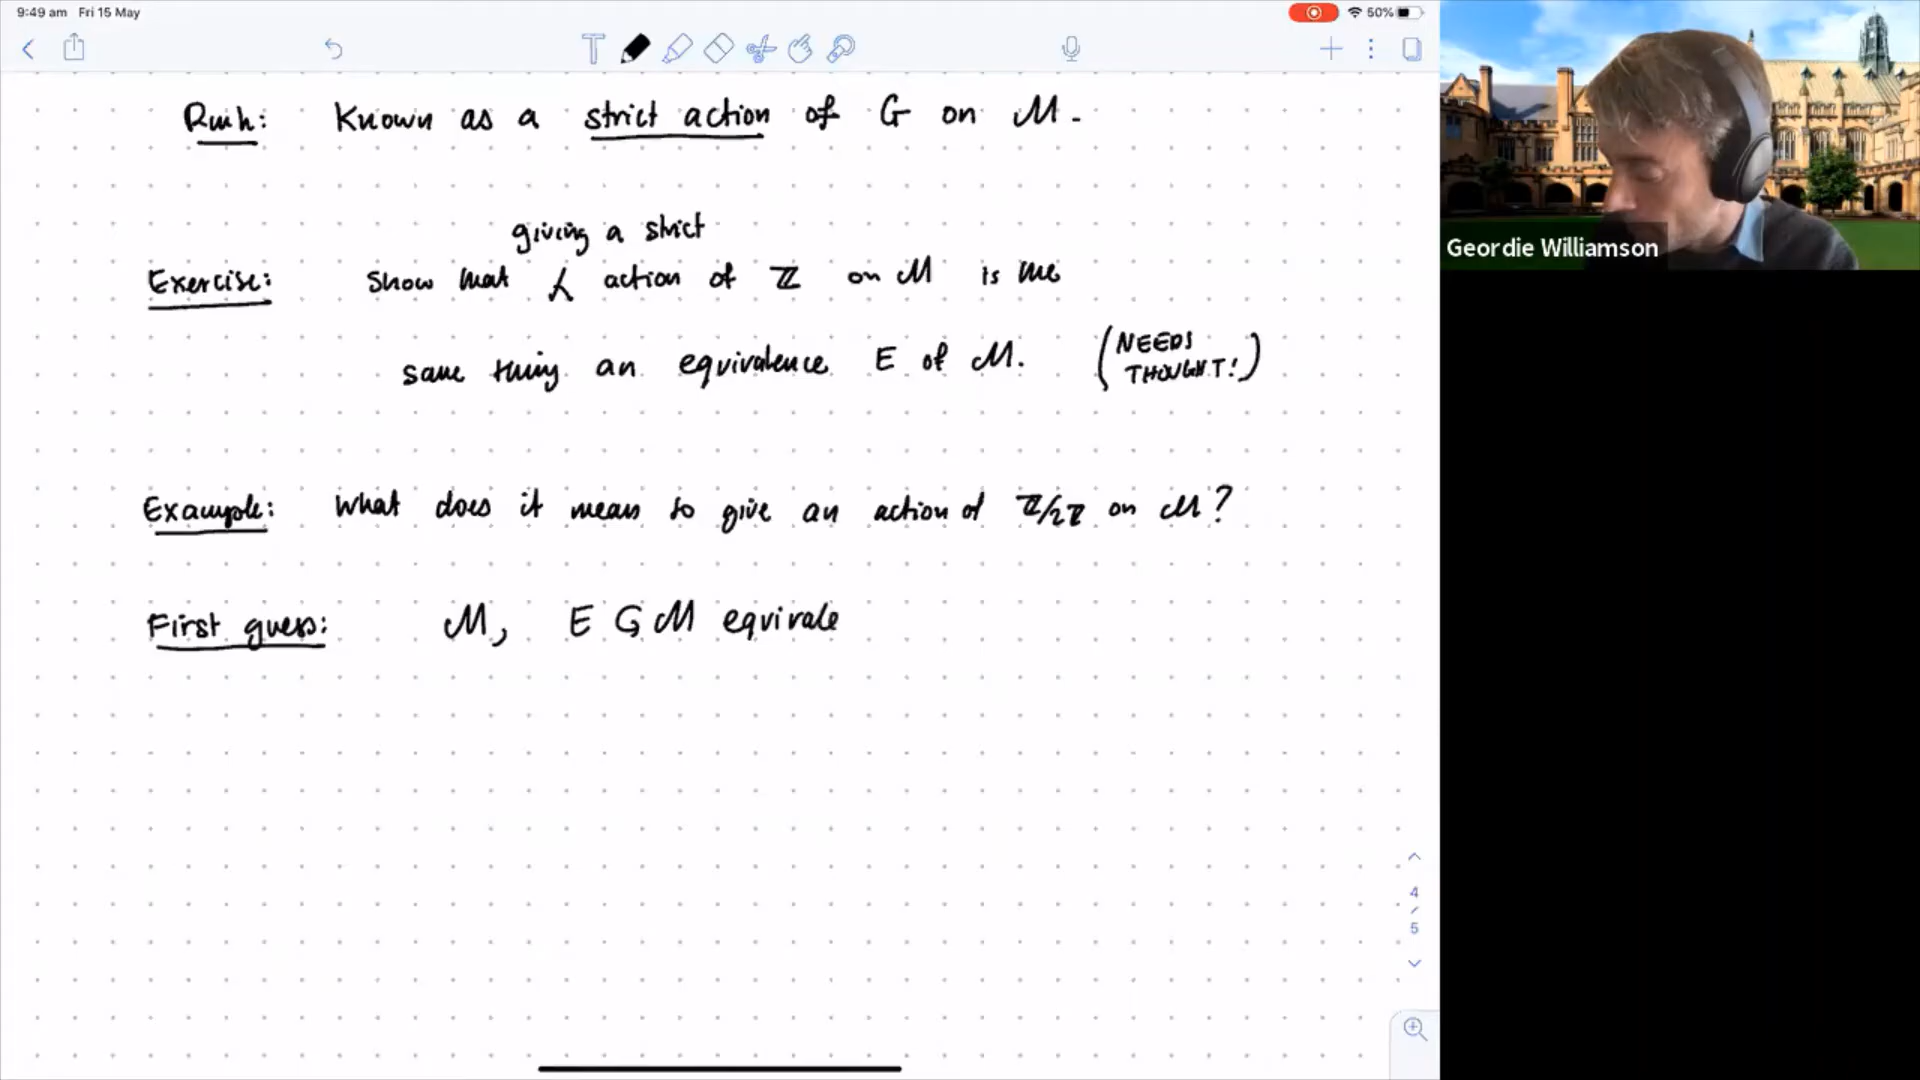 9:49 am Fri 15 May
50%
Rmk: Known as a strict action of G on M.
giving a strict
Exercise: Show that ⅄ action of ℤ on M is the
same thing an equivalence E of M. (NEEDS THOUGHT!)
Example: What does it mean to give an action of ℤ/2ℤ on M?
First guess: M, E G M equivale
4
/
5
Geordie Williamson